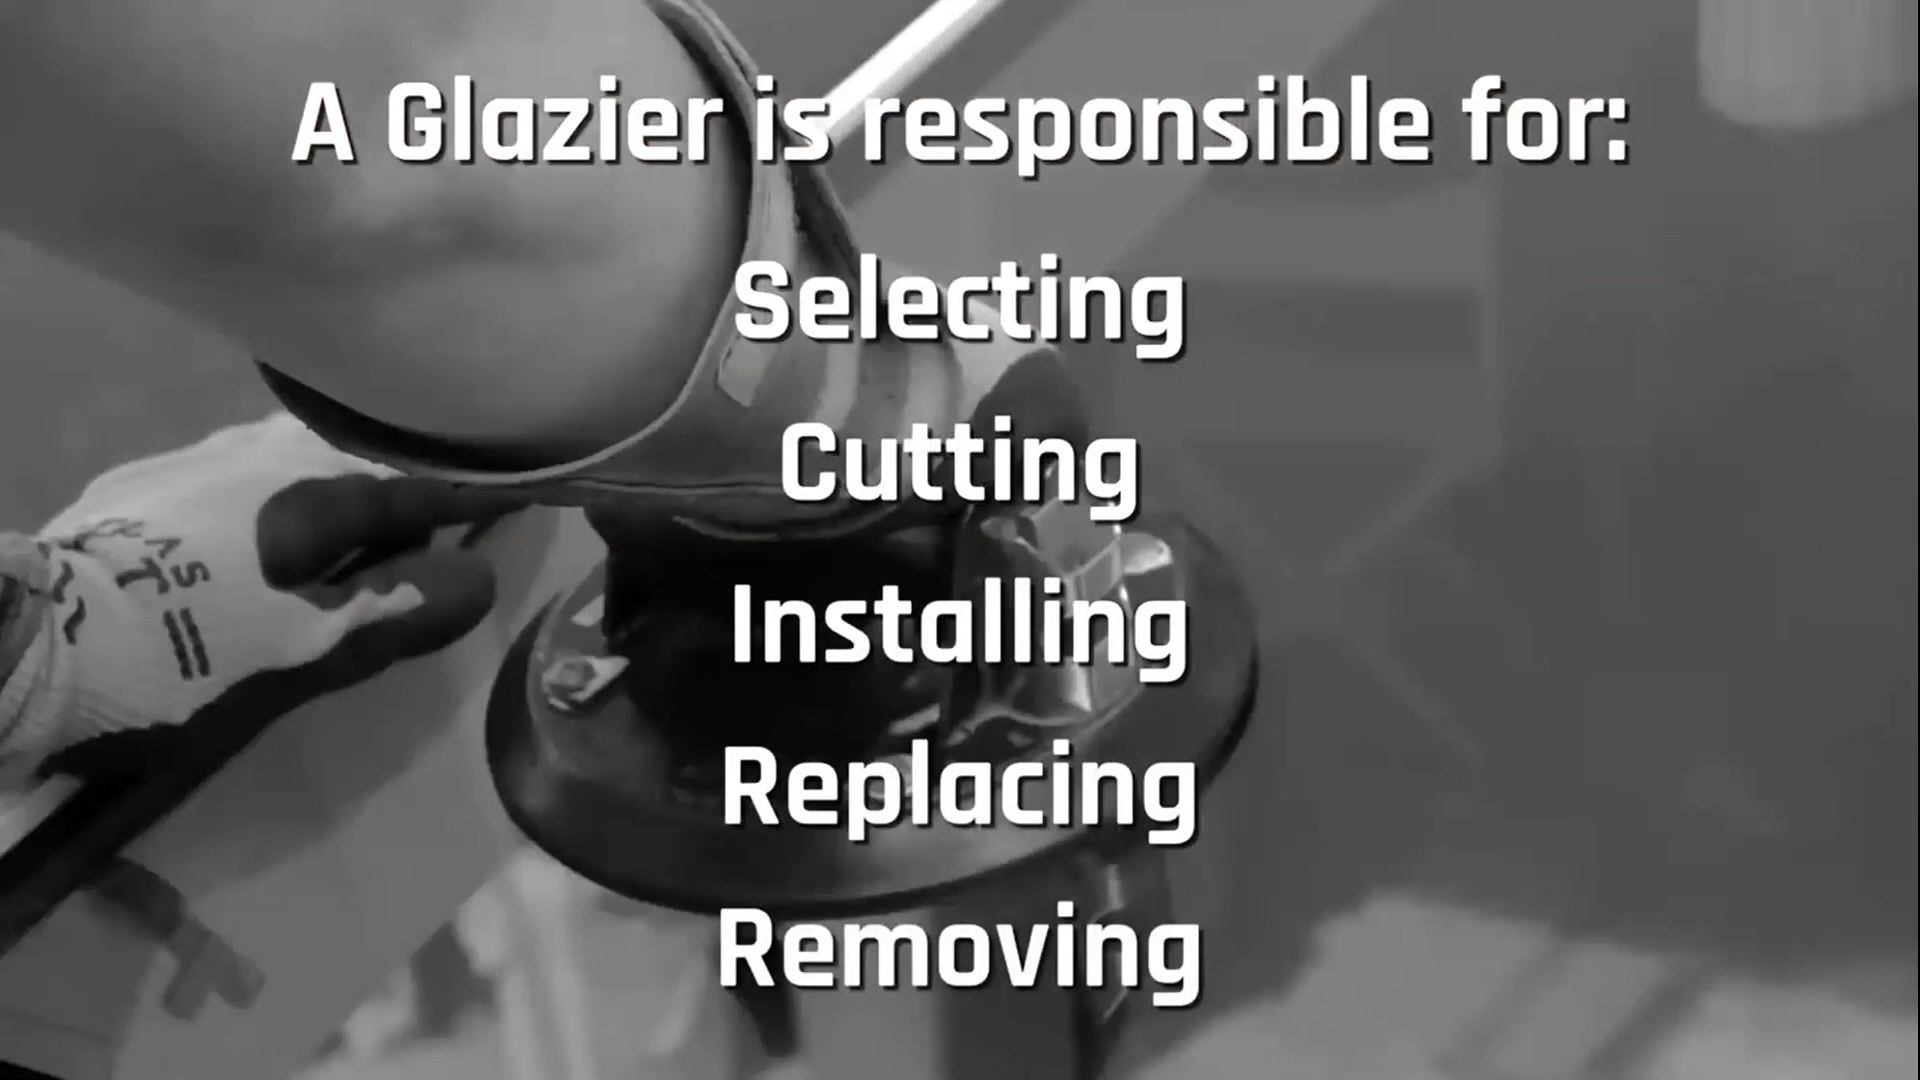 A Glazier is responsible for:
Selecting
Cutting
Installing
Replacing
Removing